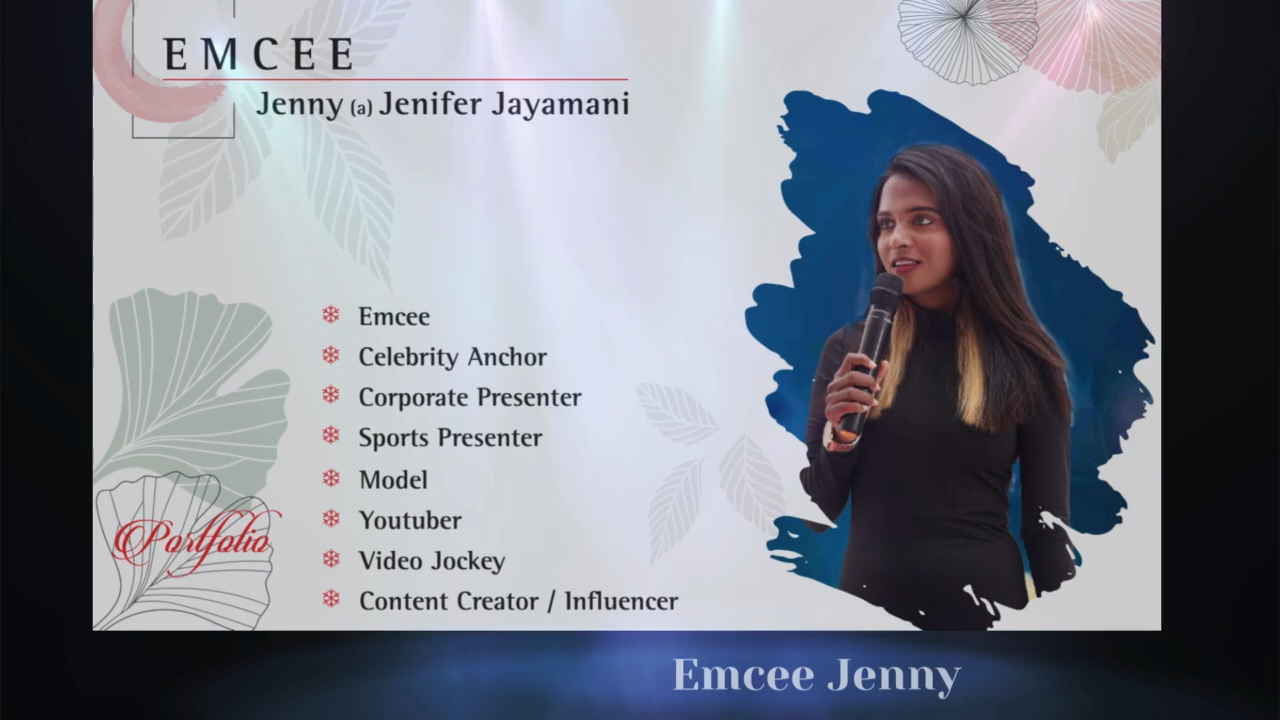 EMCEE
Jenny (a) Jenifer Jayamani
Emcee
Celebrity Anchor
Corporate Presenter
Sports Presenter
Model
Youtuber
Video Jockey
Content Creator / Influencer
Portfolio
Emcee Jenny